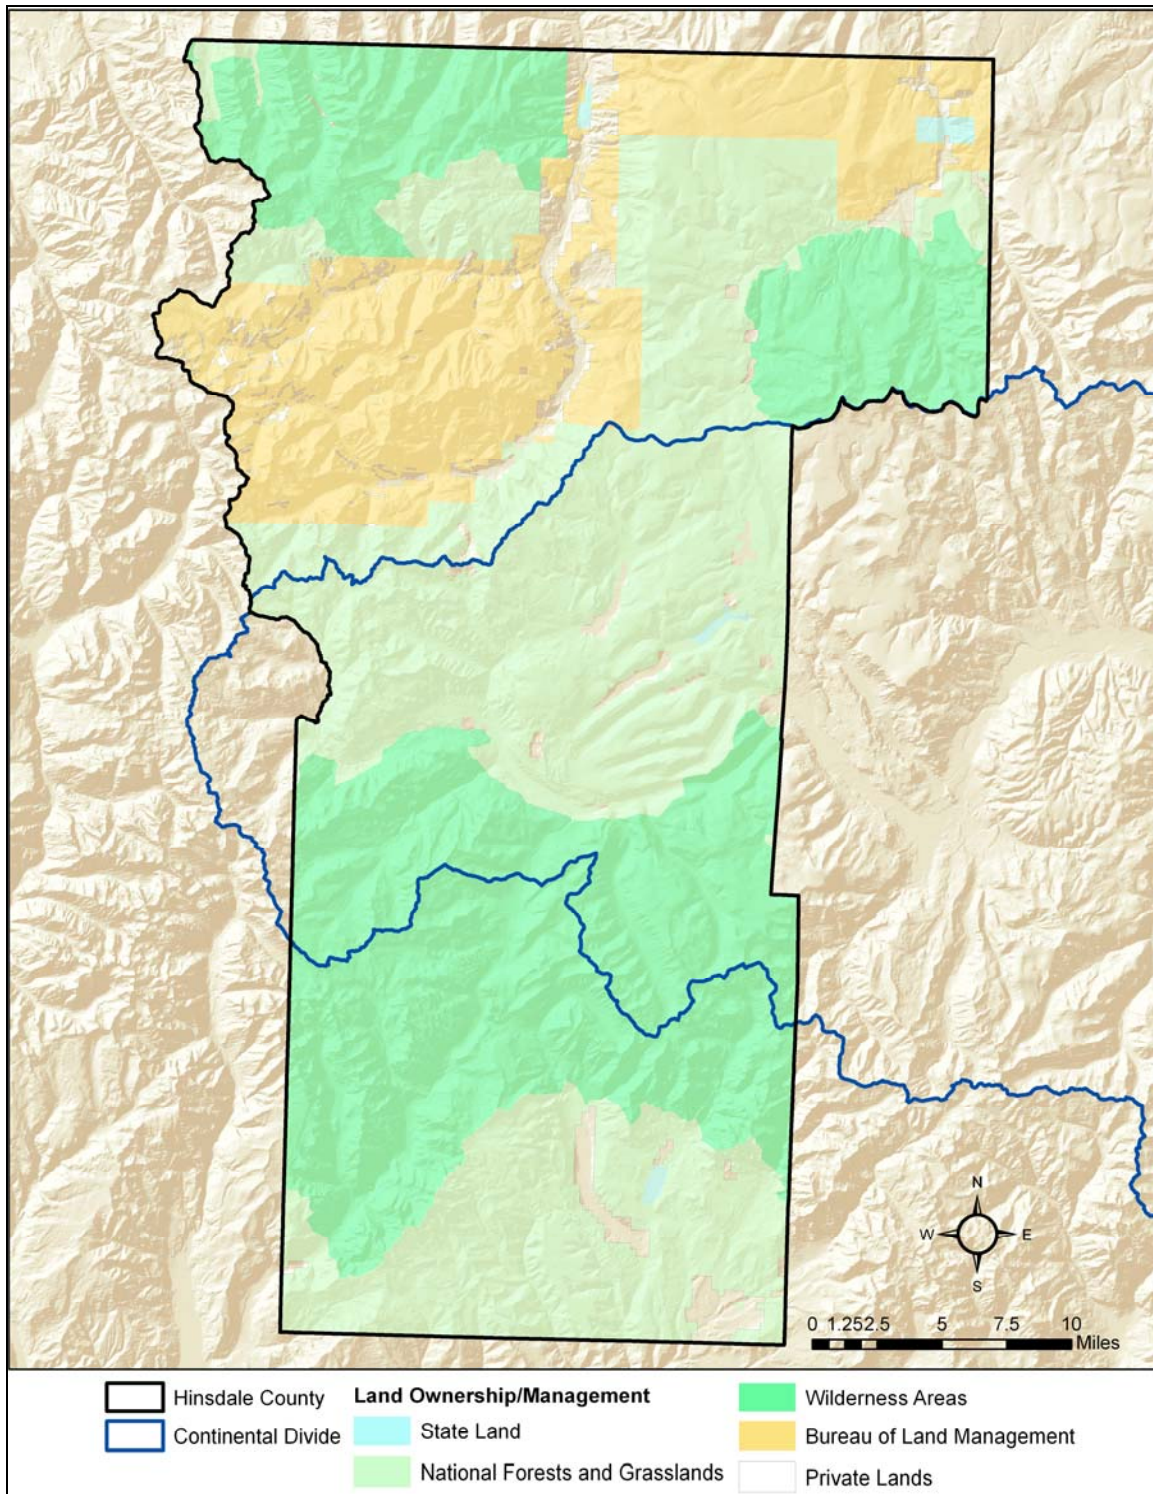 N
W E
S
0 1.252.5 5 7.5 10
Miles
Hinsdale County
Continental Divide
Land Ownership/Management
State Land
National Forests and Grasslands
Wilderness Areas
Bureau of Land Management
Private Lands